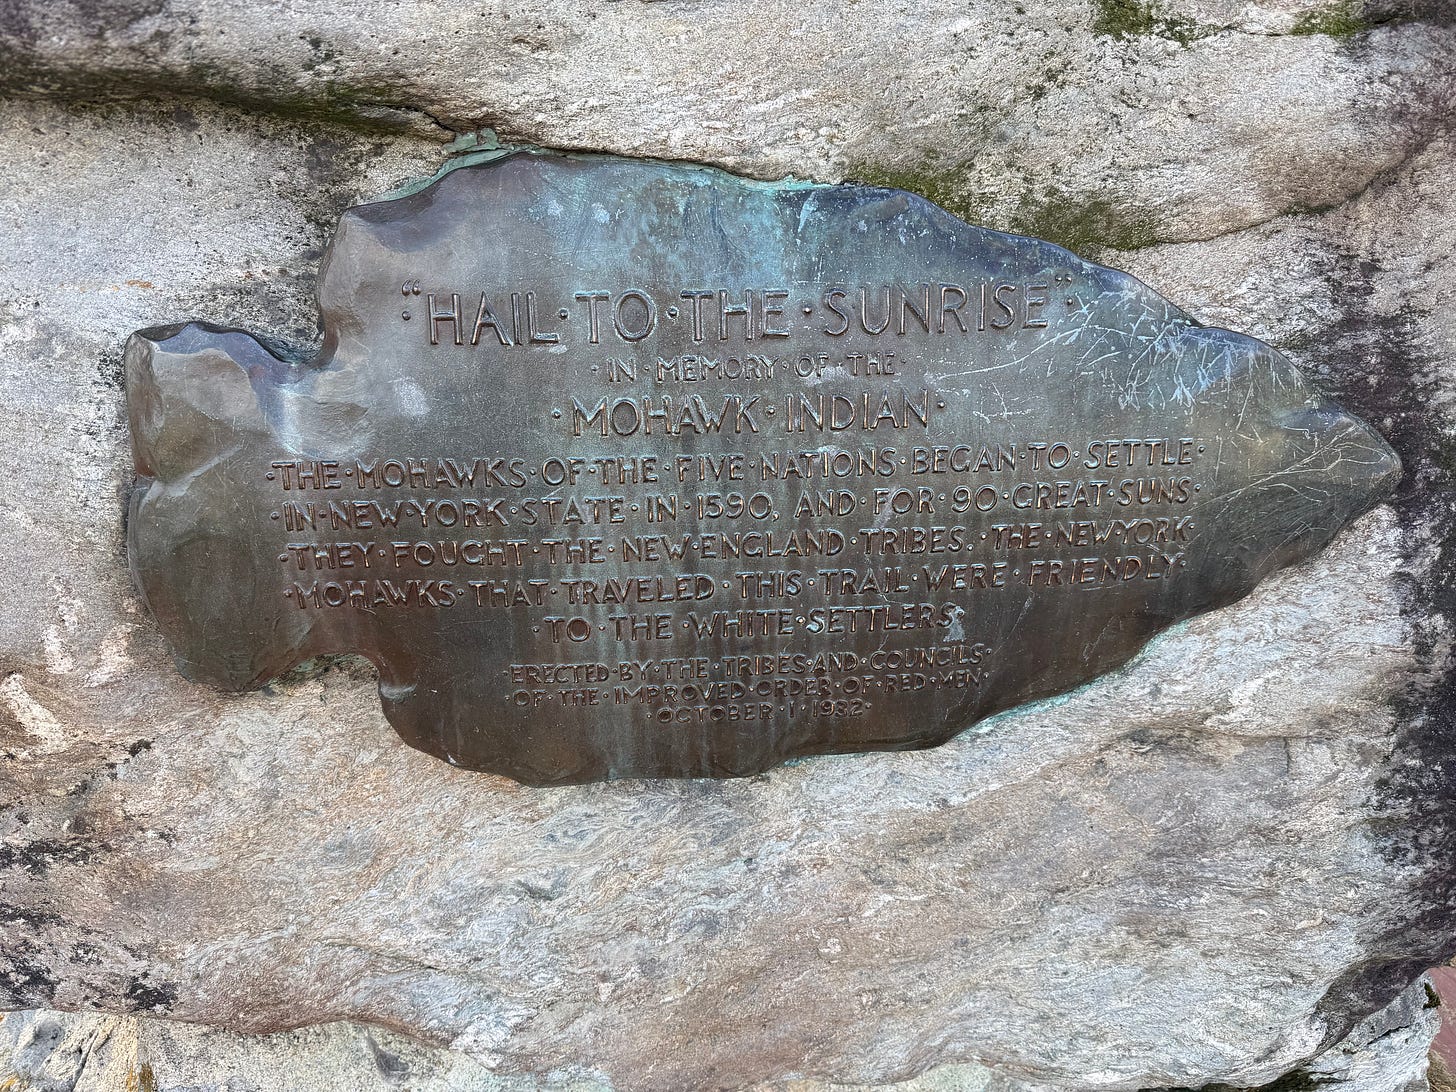 "HAIL·TO·THE·SUNRISE"
·IN·MEMORY·OF·THE·
·MOHAWK·INDIAN·
·THE·MOHAWKS·OF·THE·FIVE·NATIONS·BEGAN·TO·SETTLE·
·IN·NEW·YORK·STATE·IN·1590, AND·FOR·90·GREAT·SUNS·
·THEY·FOUGHT·THE·NEW·ENGLAND·TRIBES.·THE·NEW·YORK·
·MOHAWKS·THAT·TRAVELED·THIS·TRAIL·WERE·FRIENDLY·
·TO·THE·WHITE·SETTLERS·
·ERECTED·BY·THE·TRIBES·AND·COUNCILS·
·OF·THE·IMPROVED·ORDER·OF·RED·MEN·
·OCTOBER·1·1932·